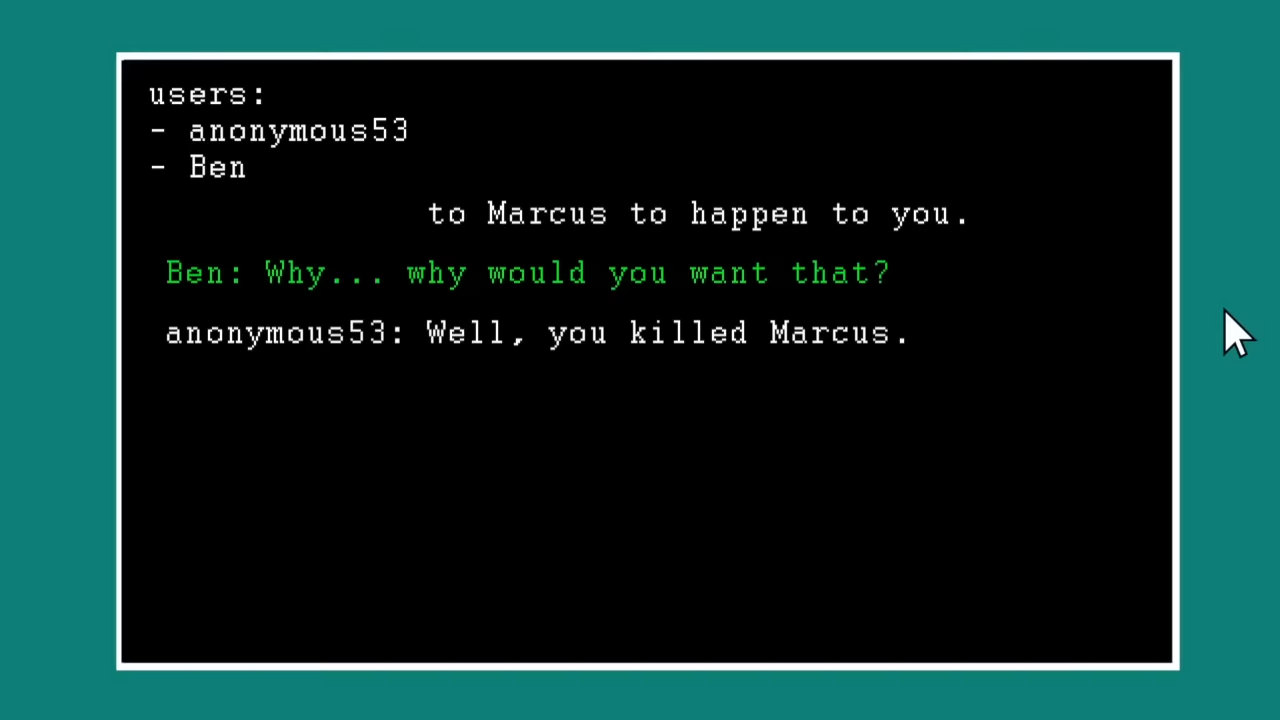 users:
- anonymous53
- Ben
to Marcus to happen to you.
Ben: Why... why would you want that?
anonymous53: Well, you killed Marcus.